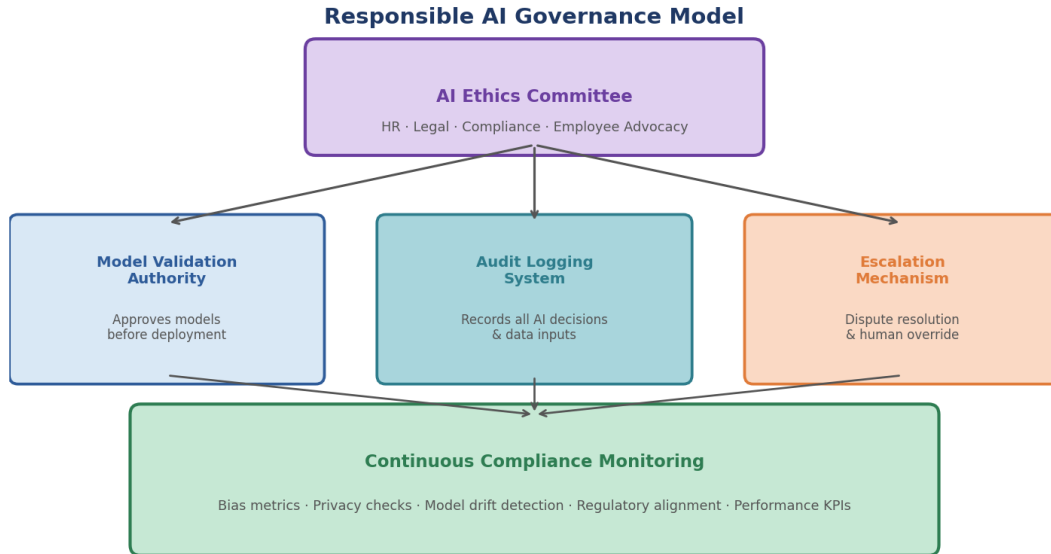 Responsible AI Governance Model
AI Ethics Committee
HR · Legal · Compliance · Employee Advocacy
Model Validation
Authority
Approves models
before deployment
Audit Logging
System
Records all AI decisions
& data inputs
Escalation
Mechanism
Dispute resolution
& human override
Continuous Compliance Monitoring
Bias metrics · Privacy checks · Model drift detection · Regulatory alignment · Performance KPIs